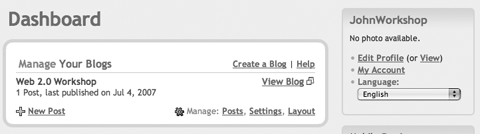 Dashboard
Manage Your Blogs
Create a Blog | Help
Web 2.0 Workshop
View Blog
1 Post, last published on Jul 4, 2007
New Post
Manage: Posts, Settings, Layout
JohnWorkshop
No photo available.
Edit Profile (or View)
My Account
Language:
English